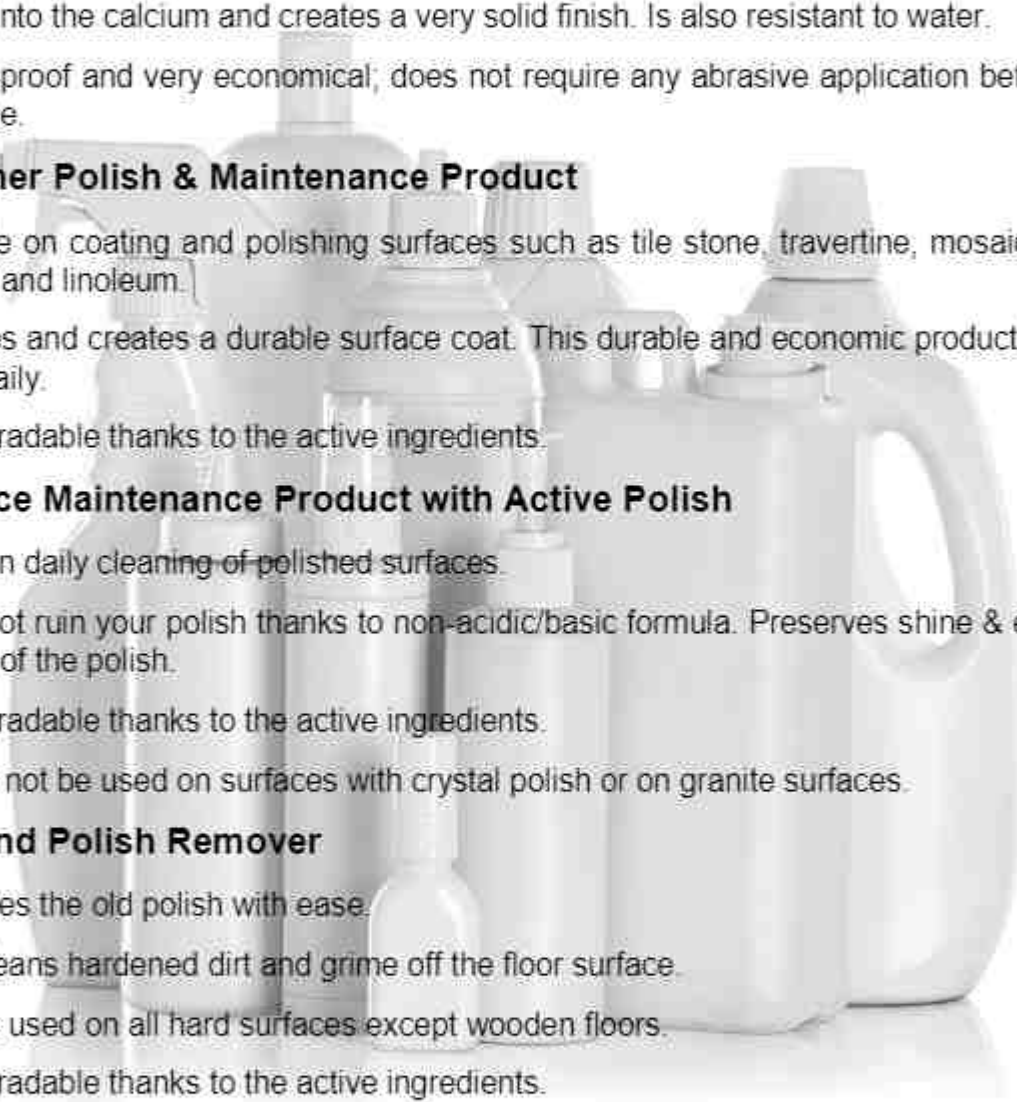 nto the calcium and creates a very solid finish. Is also resistant to water.
proof and very economical; does not require any abrasive application bef
e.
ner Polish & Maintenance Product
e on coating and polishing surfaces such as tile stone, travertine, mosaic
and linoleum.
es and creates a durable surface coat. This durable and economic product
aily.
radable thanks to the active ingredients.
ce Maintenance Product with Active Polish
n daily cleaning of polished surfaces.
ot ruin your polish thanks to non-acidic/basic formula. Preserves shine & e
of the polish.
radable thanks to the active ingredients.
not be used on surfaces with crystal polish or on granite surfaces.
nd Polish Remover
es the old polish with ease.
eans hardened dirt and grime off the floor surface.
used on all hard surfaces except wooden floors.
radable thanks to the active ingredients.